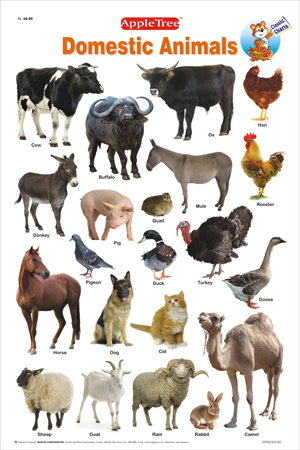 AppleTree
Domestic Animals
Classic
Charts
Cow
Buffalo
Ox
Hen
Donkey
Pig
Quail
Mule
Rooster
Pigeon
Duck
Turkey
Goose
Horse
Dog
Cat
Sheep
Goat
Ram
Rabbit
Camel